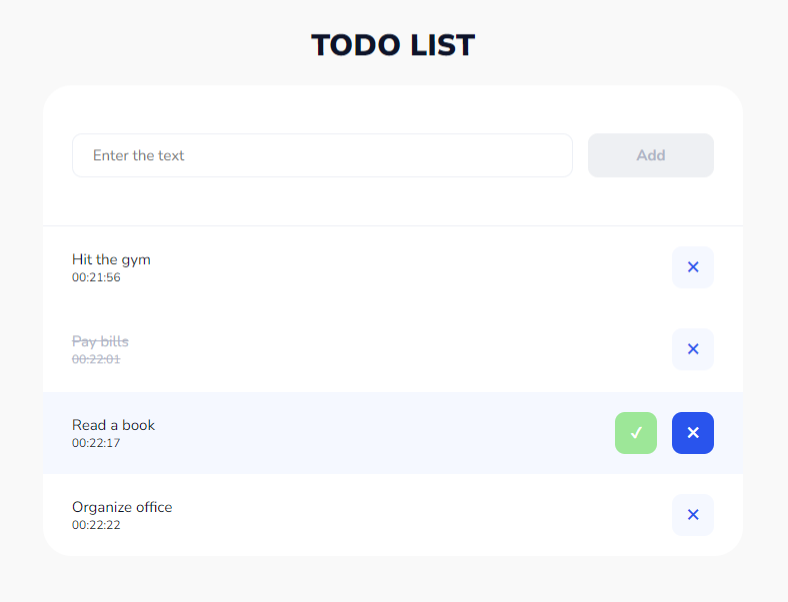 TODO LIST
Enter the text
Add
Hit the gym
00:21:56
Pay bills
00:22:01
Read a book
00:22:17
Organize office
00:22:22